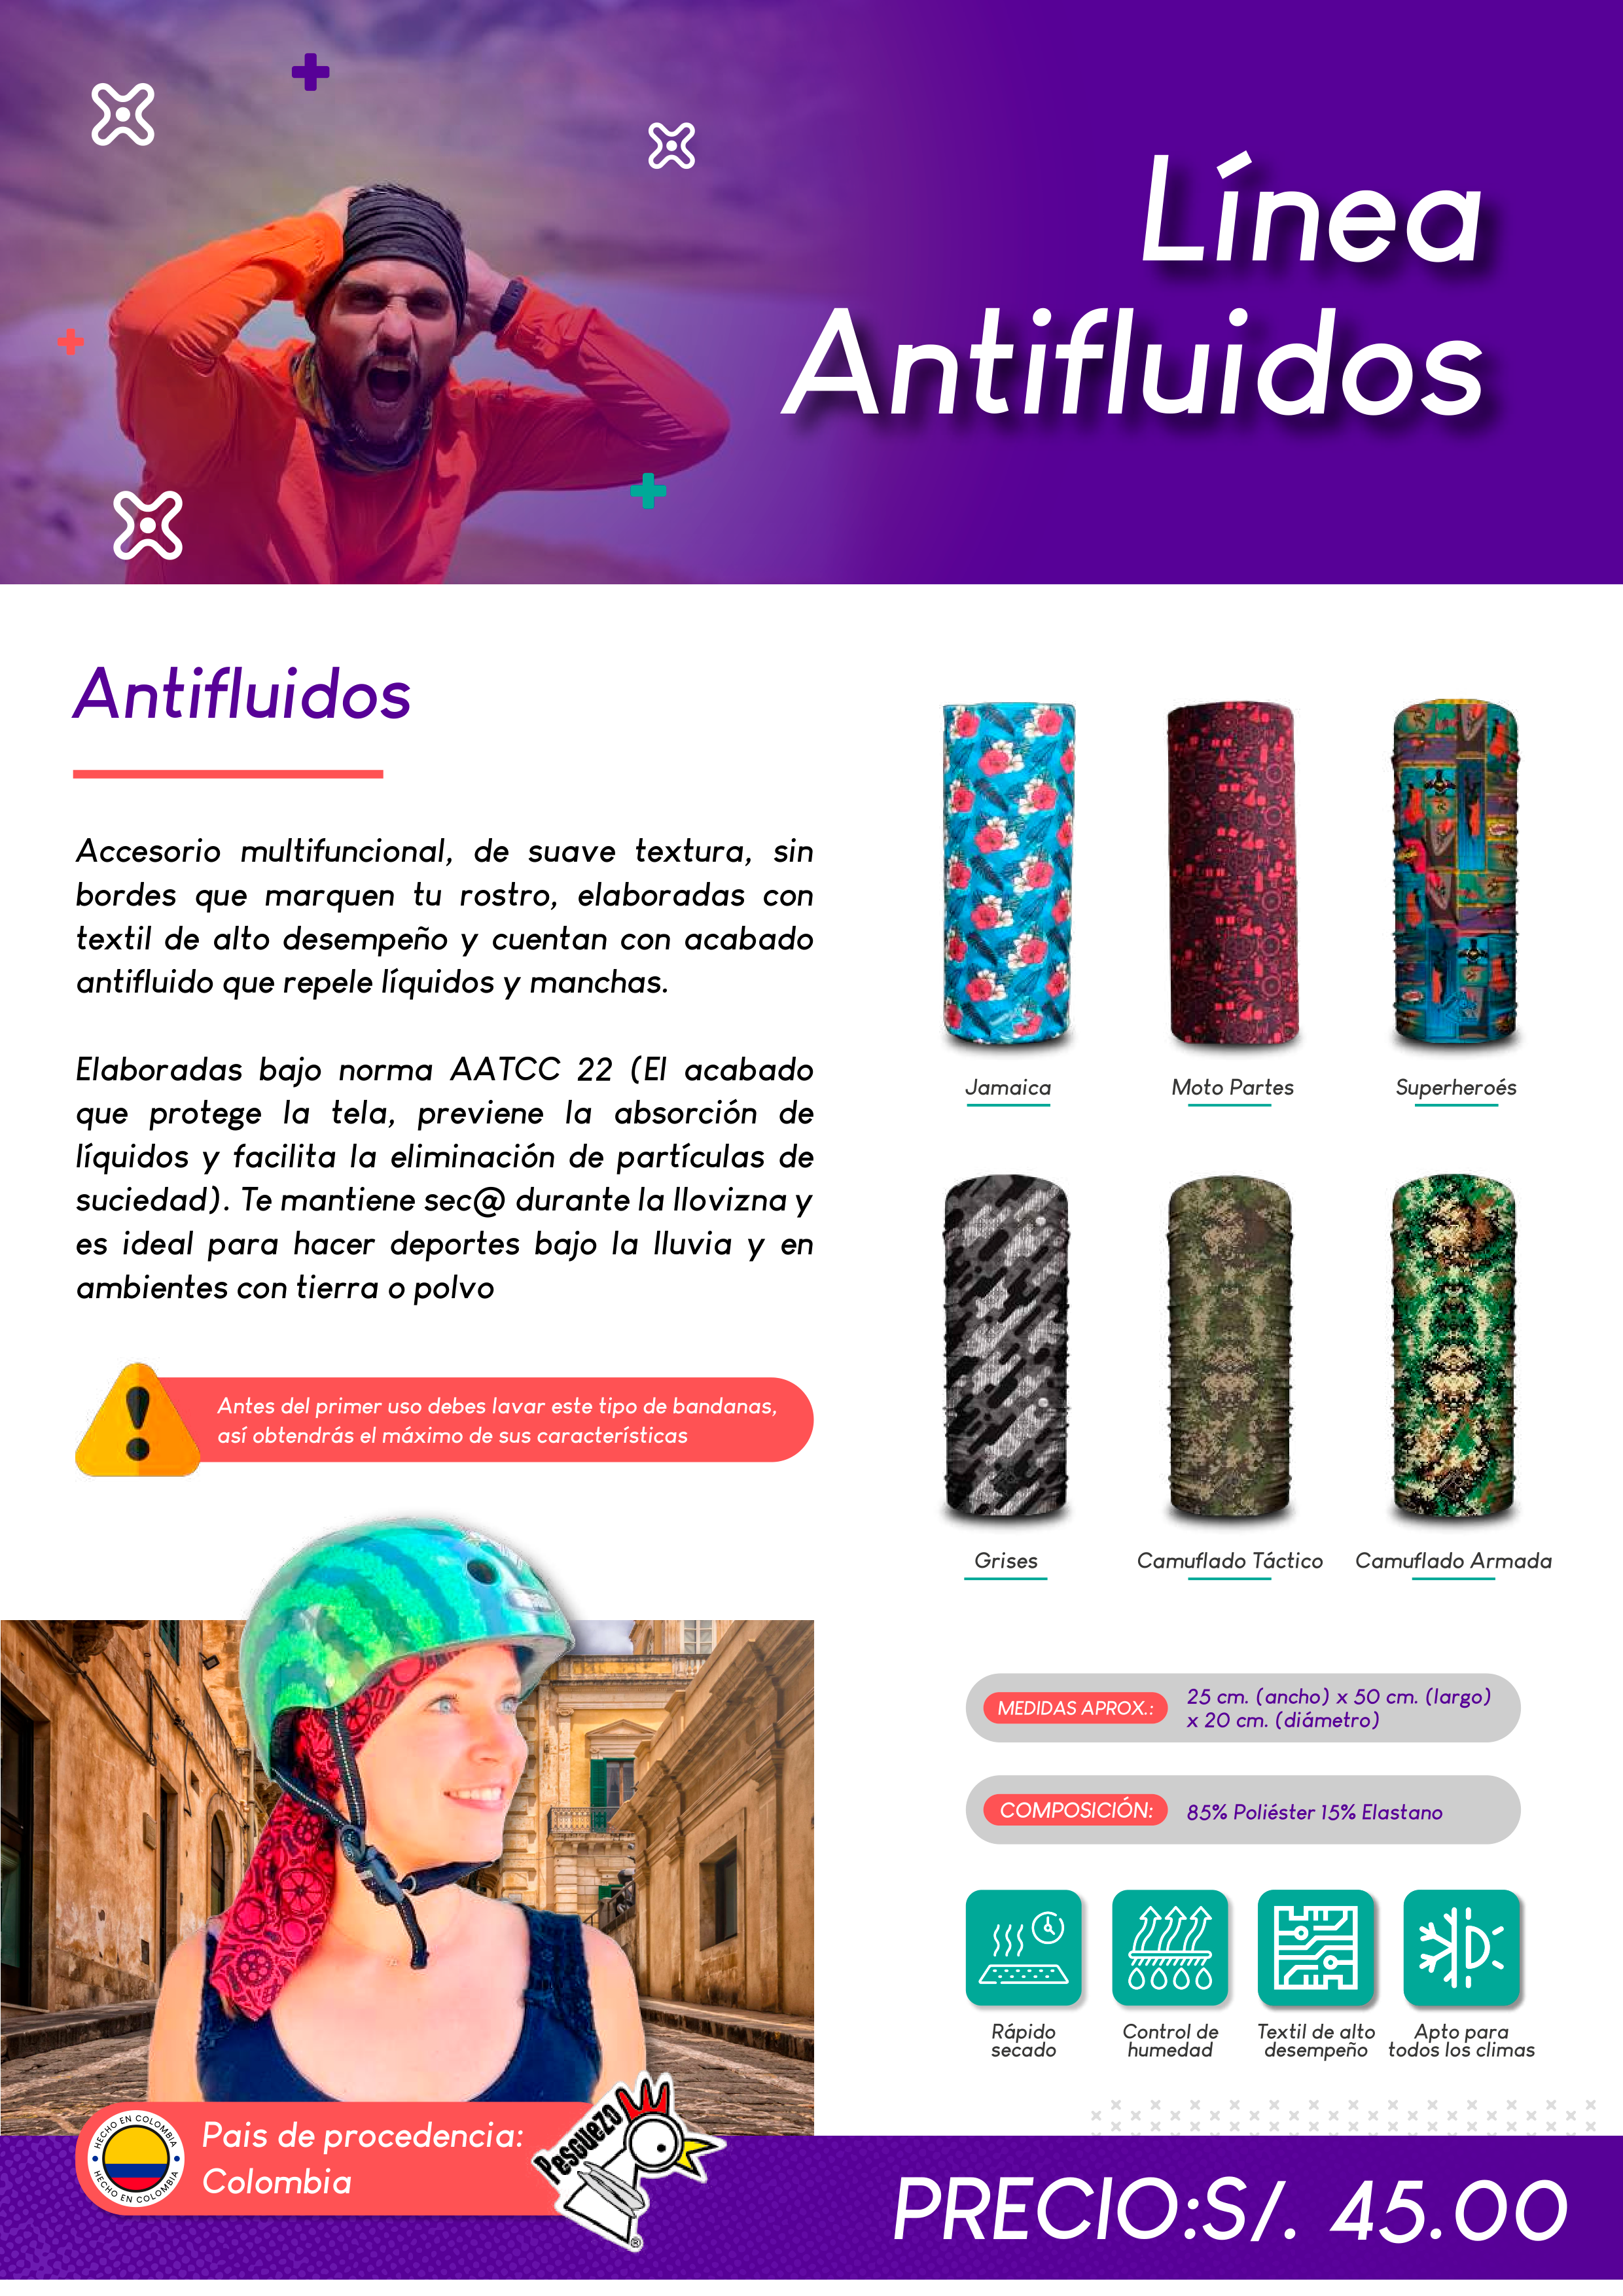 Línea
Antifluidos
Antifluidos
Accesorio multifuncional, de suave textura, sin
bordes que marquen tu rostro, elaboradas con
textil de alto desempeño y cuentan con acabado
antifluido que repele líquidos y manchas.
Elaboradas bajo norma AATCC 22 (El acabado
que protege la tela, previene la absorción de
líquidos y facilita la eliminación de partículas de
suciedad). Te mantiene sec@ durante la llovizna y
es ideal para hacer deportes bajo la lluvia y en
ambientes con tierra o polvo
Antes del primer uso debes lavar este tipo de bandanas,
así obtendrás el máximo de sus características
Jamaica
Moto Partes
Superheroés
Grises
Camuflado Táctico
Camuflado Armada
MEDIDAS APROX.:
25 cm. (ancho) x 50 cm. (largo)
x 20 cm. (diámetro)
COMPOSICIÓN:
85% Poliéster 15% Elastano
Rápido
secado
Control de
humedad
Textil de alto
desempeño
Apto para
todos los climas
HECHO EN COLOMBIA
HECHO EN COLOMBIA
Pais de procedencia:
Colombia
Pescuezo
®
PRECIO:S/. 45.00